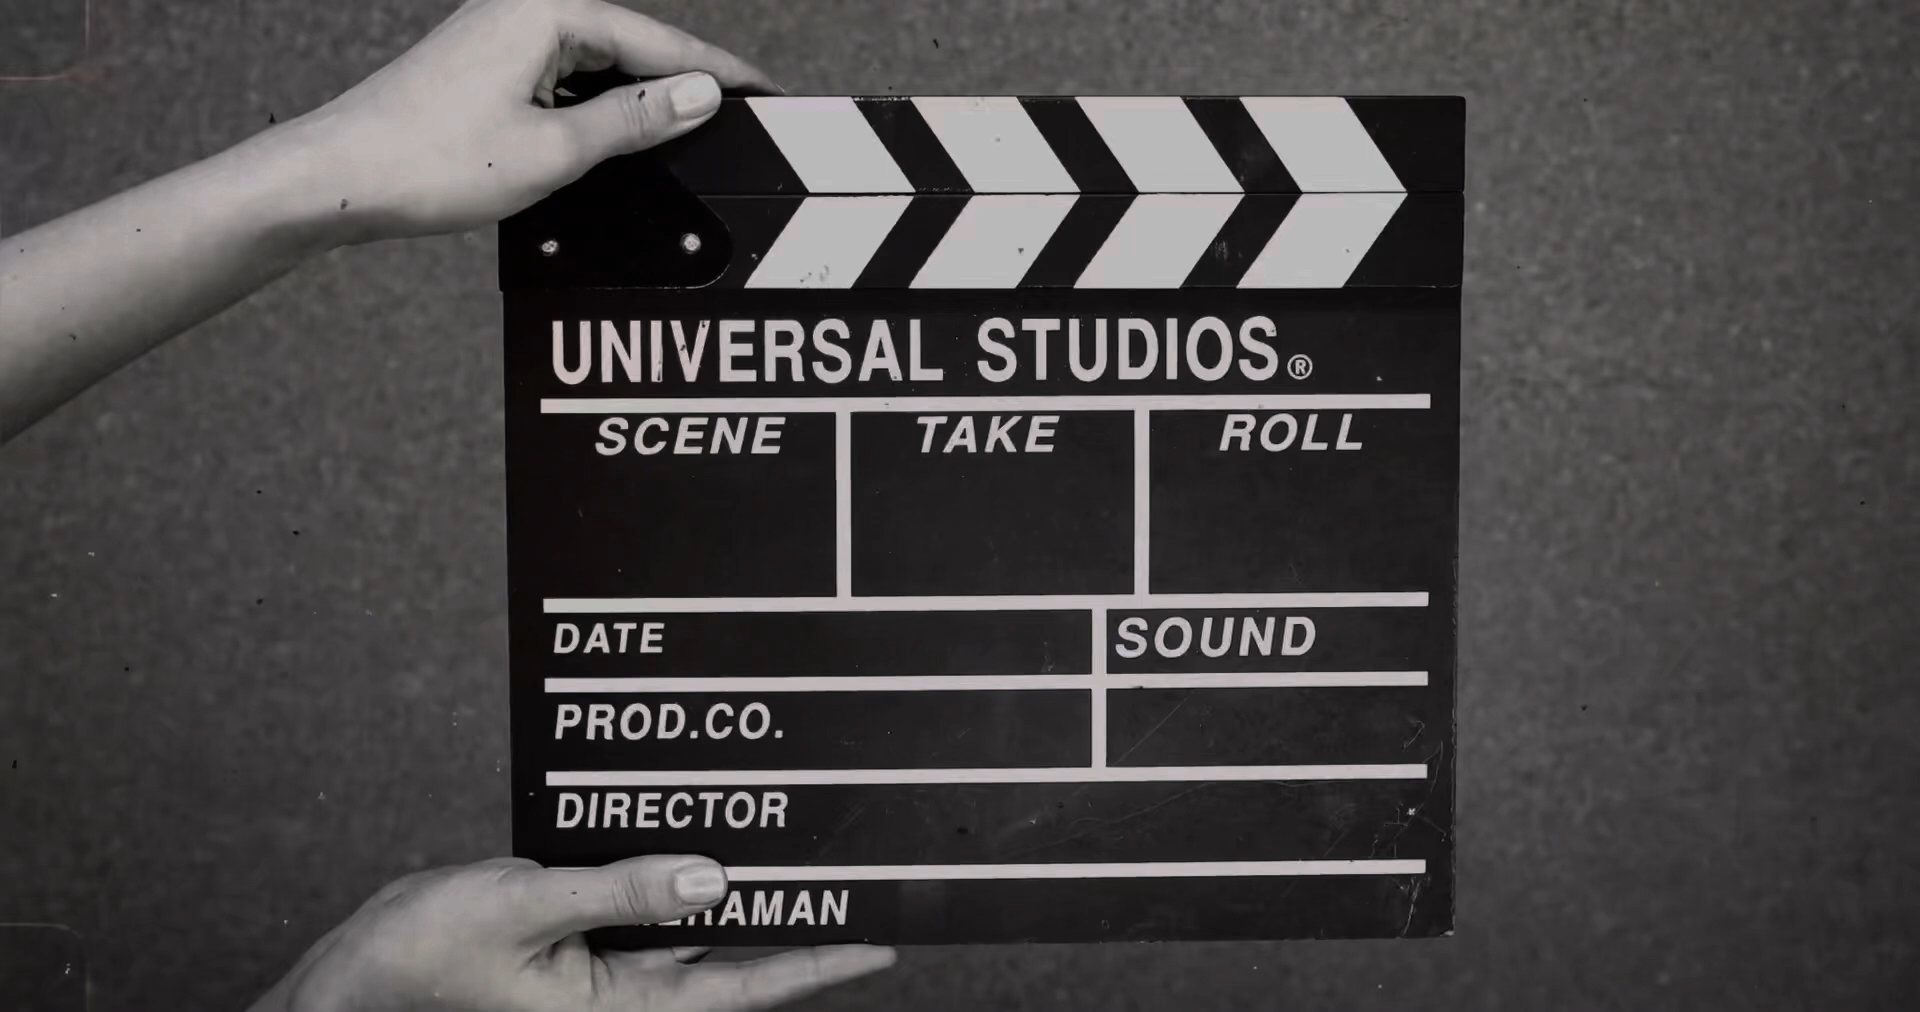 UNIVERSAL STUDIOS®
SCENE TAKE ROLL
DATE SOUND
PROD.CO.
DIRECTOR